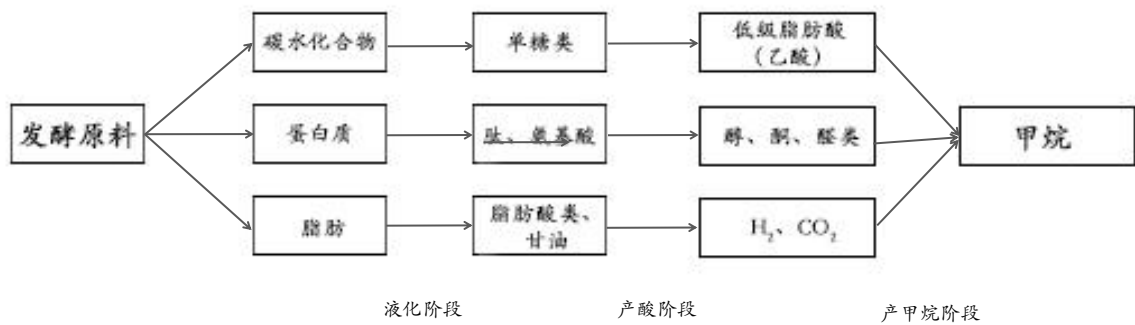 碳水化合物
单糖类
低级脂肪酸
(乙酸)
发酵原料
蛋白质
肽、氨基酸
醇、酮、醛类
甲烷
脂肪
脂肪酸类、
甘油
H₂、CO₂
液化阶段
产酸阶段
产甲烷阶段